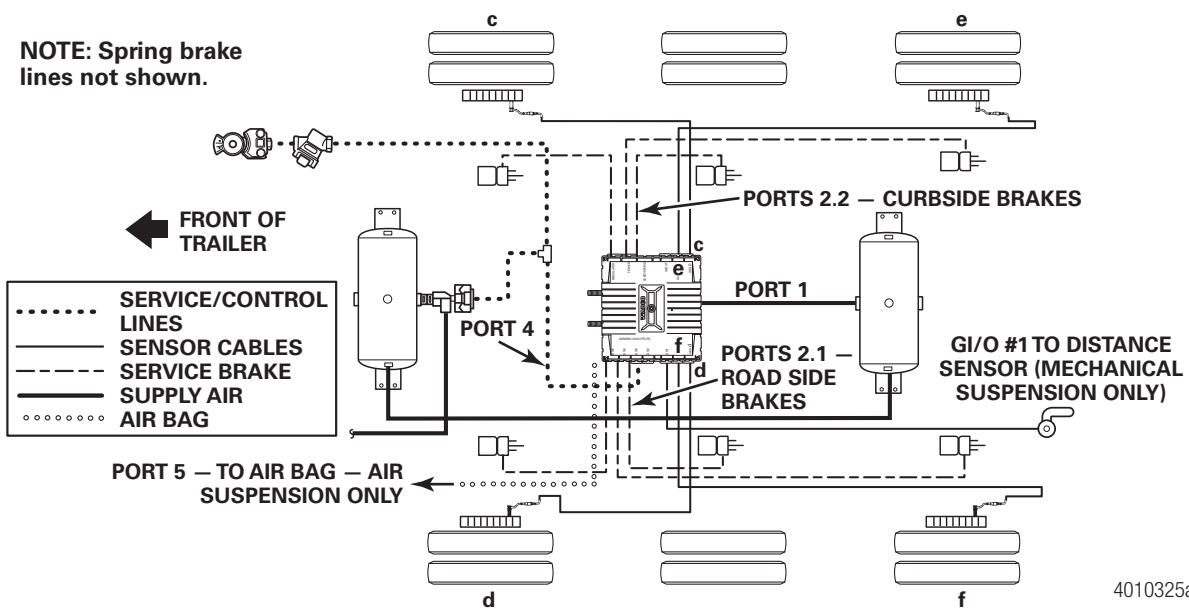 NOTE: Spring brake
lines not shown.
c
e
FRONT OF
TRAILER
PORTS 2.2 — CURBSIDE BRAKES
c
e
PORT 1
SERVICE/CONTROL
LINES
SENSOR CABLES
SERVICE BRAKE
SUPPLY AIR
AIR BAG
PORT 4
f
d
PORTS 2.1 —
ROAD SIDE
BRAKES
GI/O #1 TO DISTANCE
SENSOR (MECHANICAL
SUSPENSION ONLY)
PORT 5 — TO AIR BAG — AIR
SUSPENSION ONLY
d
f
4010325a